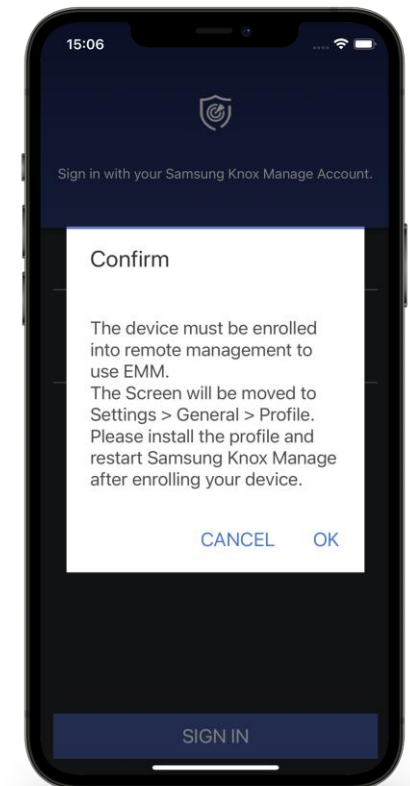 15:06
Sign in with your Samsung Knox Manage Account.
Confirm
The device must be enrolled
into remote management to
use EMM.
The Screen will be moved to
Settings > General > Profile.
Please install the profile and
restart Samsung Knox Manage
after enrolling your device.
CANCEL OK
SIGN IN